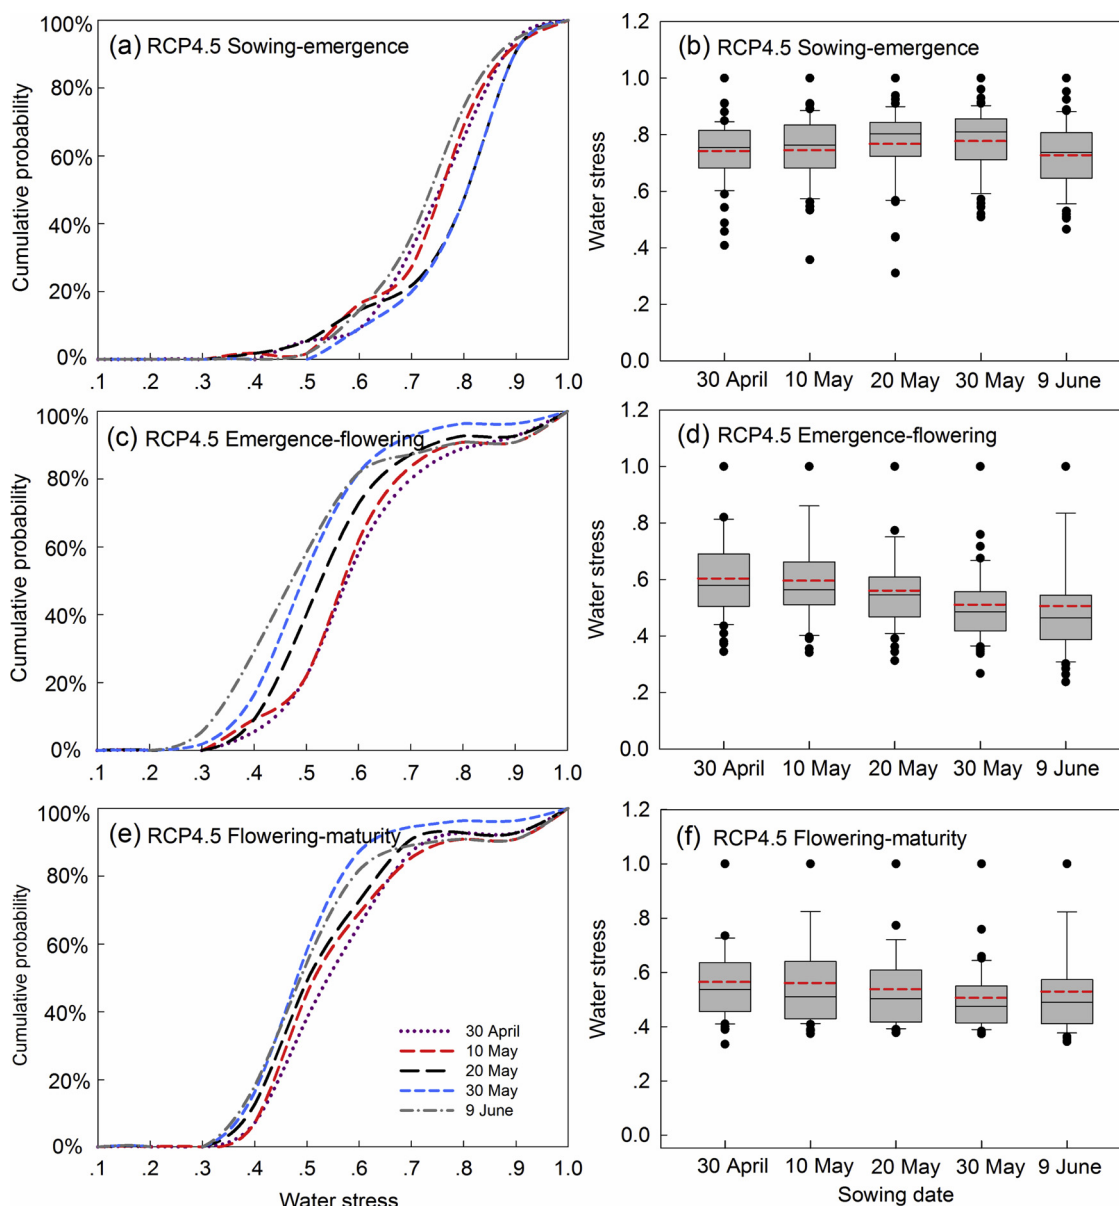 (a) RCP4.5 Sowing-emergence
100%
80%
60%
40%
20%
0%
Cumulative probability
.1 .2 .3 .4 .5 .6 .7 .8 .9 1.0
(b) RCP4.5 Sowing-emergence
1.2
1.0
.8
.6
.4
.2
0.0
Water stress
30 April 10 May 20 May 30 May 9 June
(c) RCP4.5 Emergence-flowering
100%
80%
60%
40%
20%
0%
Cumulative probability
.1 .2 .3 .4 .5 .6 .7 .8 .9 1.0
(d) RCP4.5 Emergence-flowering
1.2
1.0
.8
.6
.4
.2
0.0
Water stress
30 April 10 May 20 May 30 May 9 June
(e) RCP4.5 Flowering-maturity
100%
80%
60%
40%
20%
0%
Cumulative probability
30 April
10 May
20 May
30 May
9 June
.1 .2 .3 .4 .5 .6 .7 .8 .9 1.0
Water stress
(f) RCP4.5 Flowering-maturity
1.2
1.0
.8
.6
.4
.2
0.0
Water stress
30 April 10 May 20 May 30 May 9 June
Sowing date